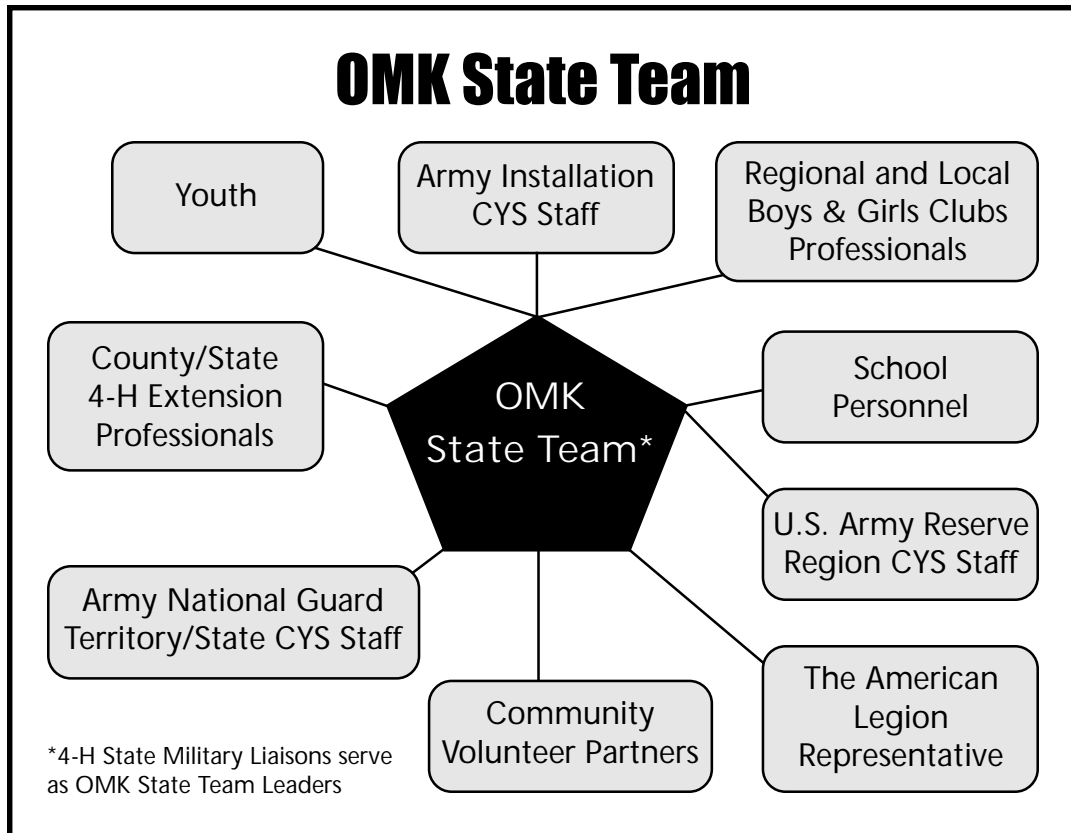 OMK State Team
Youth
Army Installation
CYS Staff
Regional and Local
Boys & Girls Clubs
Professionals
County/State
4-H Extension
Professionals
OMK
State Team*
School
Personnel
U.S. Army Reserve
Region CYS Staff
Army National Guard
Territory/State CYS Staff
Community
Volunteer Partners
The American
Legion
Representative
*4-H State Military Liaisons serve
as OMK State Team Leaders